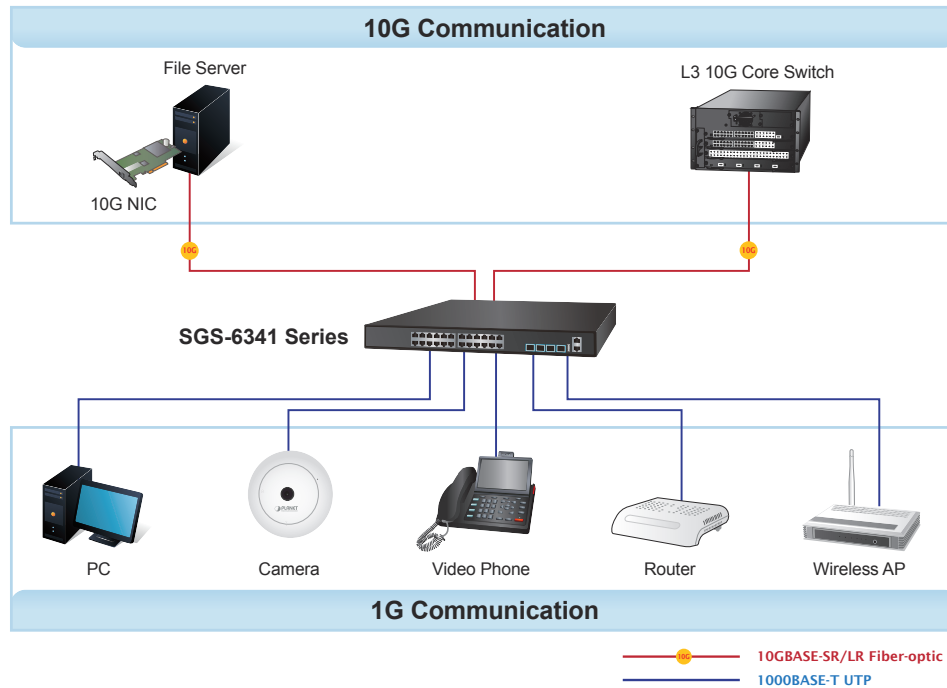 10G Communication
File Server
L3 10G Core Switch
10G NIC
10G
10G
SGS-6341 Series
PLANET
PC
Camera
Video Phone
Router
Wireless AP
1G Communication
10G
10GBASE-SR/LR Fiber-optic
1000BASE-T UTP